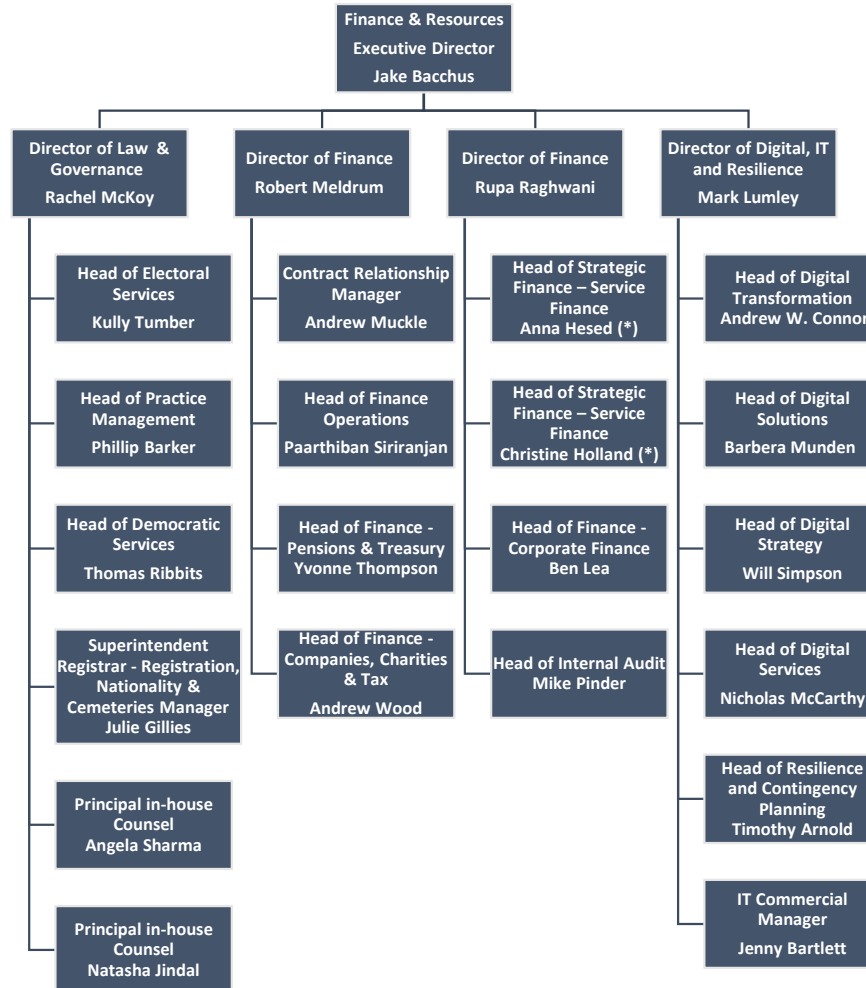 Finance & Resources
Executive Director
Jake Bacchus
Director of Law &
Governance
Rachel McKoy
Director of Finance
Robert Meldrum
Director of Finance
Rupa Raghwani
Director of Digital, IT
and Resilience
Mark Lumley
Head of Electoral
Services
Kully Tumber
Head of Practice
Management
Phillip Barker
Head of Democratic
Services
Thomas Ribbits
Superintendent
Registrar - Registration,
Nationality &
Cemeteries Manager
Julie Gillies
Principal in-house
Counsel
Angela Sharma
Principal in-house
Counsel
Natasha Jindal
Contract Relationship
Manager
Andrew Muckle
Head of Finance
Operations
Paarthiban Siriranjan
Head of Finance -
Pensions & Treasury
Yvonne Thompson
Head of Finance -
Companies, Charities
& Tax
Andrew Wood
Head of Strategic
Finance – Service
Finance
Anna Hesed (*)
Head of Strategic
Finance – Service
Finance
Christine Holland (*)
Head of Finance -
Corporate Finance
Ben Lea
Head of Internal Audit
Mike Pinder
Head of Digital
Transformation
Andrew W. Connor
Head of Digital
Solutions
Barbera Munden
Head of Digital
Strategy
Will Simpson
Head of Digital
Services
Nicholas McCarthy
Head of Resilience
and Contingency
Planning
Timothy Arnold
IT Commercial
Manager
Jenny Bartlett